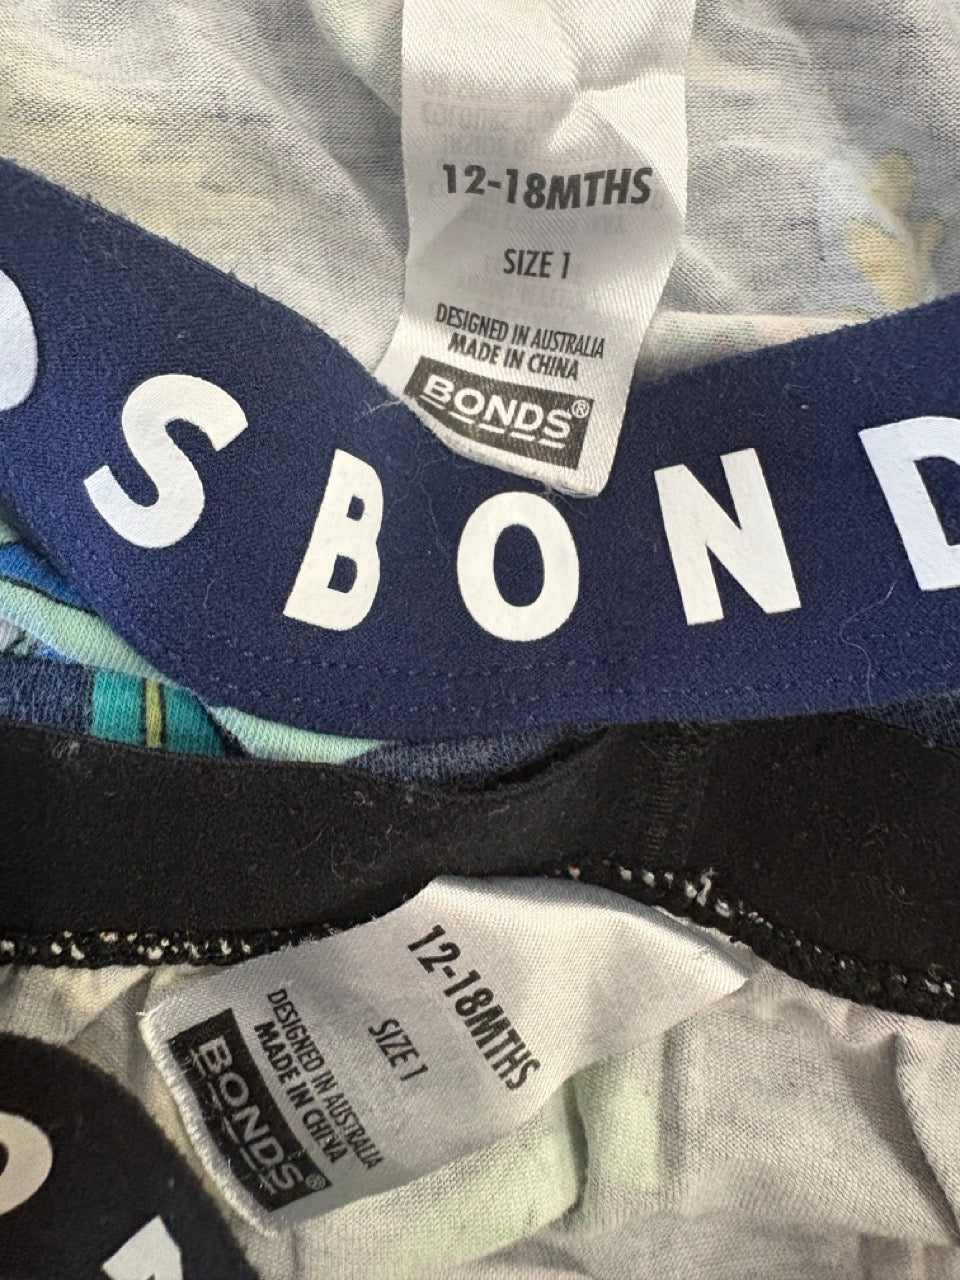 12-18MTHS
SIZE 1
DESIGNED IN AUSTRALIA
MADE IN CHINA
BONDS®
S BOND
12-18MTHS
SIZE 1
DESIGNED IN AUSTRALIA
MADE IN CHINA
BONDS®